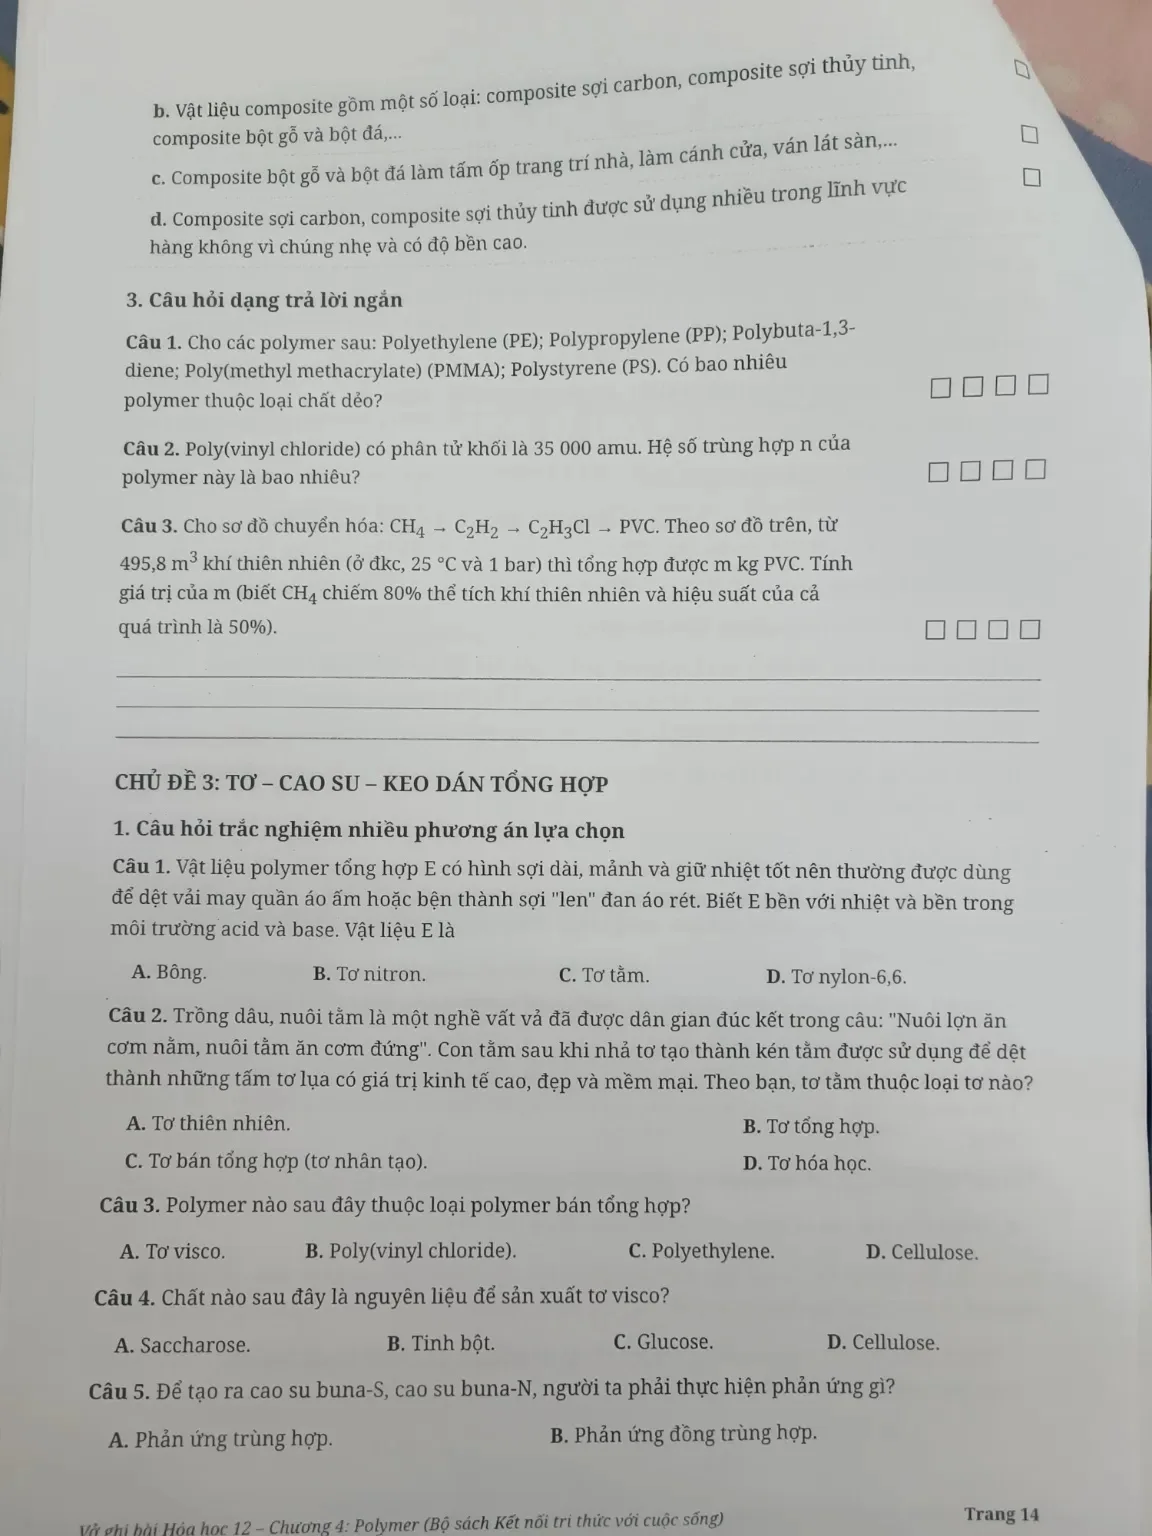 b. Vật liệu composite gồm một số loại: composite sợi carbon, composite sợi thủy tinh,
composite bột gỗ và bột đá,...
c. Composite bột gỗ và bột đá làm tấm ốp trang trí nhà, làm cánh cửa, ván lát sàn,...
d. Composite sợi carbon, composite sợi thủy tinh được sử dụng nhiều trong lĩnh vực
hàng không vì chúng nhẹ và có độ bền cao.
3. Câu hỏi dạng trả lời ngắn
Câu 1. Cho các polymer sau: Polyethylene (PE); Polypropylene (PP); Polybuta-1,3-
diene; Poly(methyl methacrylate) (PMMA); Polystyrene (PS). Có bao nhiêu
polymer thuộc loại chất dẻo?
Câu 2. Poly(vinyl chloride) có phân tử khối là 35 000 amu. Hệ số trùng hợp n của
polymer này là bao nhiêu?
Câu 3. Cho sơ đồ chuyển hóa: CH₄ → C₂H₂ → C₂H₃Cl → PVC. Theo sơ đồ trên, từ
495,8 m³ khí thiên nhiên (ở đkc, 25 °C và 1 bar) thì tổng hợp được m kg PVC. Tính
giá trị của m (biết CH₄ chiếm 80% thể tích khí thiên nhiên và hiệu suất của cả
quá trình là 50%).
CHỦ ĐỀ 3: TƠ – CAO SU – KEO DÁN TỔNG HỢP
1. Câu hỏi trắc nghiệm nhiều phương án lựa chọn
Câu 1. Vật liệu polymer tổng hợp E có hình sợi dài, mảnh và giữ nhiệt tốt nên thường được dùng
để dệt vải may quần áo ấm hoặc bện thành sợi "len" đan áo rét. Biết E bền với nhiệt và bền trong
môi trường acid và base. Vật liệu E là
A. Bông. B. Tơ nitron. C. Tơ tằm. D. Tơ nylon-6,6.
Câu 2. Trồng dâu, nuôi tằm là một nghề vất vả đã được dân gian đúc kết trong câu: "Nuôi lợn ăn
cơm nằm, nuôi tằm ăn cơm đứng". Con tằm sau khi nhả tơ tạo thành kén tằm được sử dụng để dệt
thành những tấm tơ lụa có giá trị kinh tế cao, đẹp và mềm mại. Theo bạn, tơ tằm thuộc loại tơ nào?
A. Tơ thiên nhiên. B. Tơ tổng hợp.
C. Tơ bán tổng hợp (tơ nhân tạo). D. Tơ hóa học.
Câu 3. Polymer nào sau đây thuộc loại polymer bán tổng hợp?
A. Tơ visco. B. Poly(vinyl chloride). C. Polyethylene. D. Cellulose.
Câu 4. Chất nào sau đây là nguyên liệu để sản xuất tơ visco?
A. Saccharose. B. Tinh bột. C. Glucose. D. Cellulose.
Câu 5. Để tạo ra cao su buna-S, cao su buna-N, người ta phải thực hiện phản ứng gì?
A. Phản ứng trùng hợp. B. Phản ứng đồng trùng hợp.
Vở ghi bài Hóa học 12 – Chương 4: Polymer (Bộ sách Kết nối tri thức với cuộc sống) Trang 14